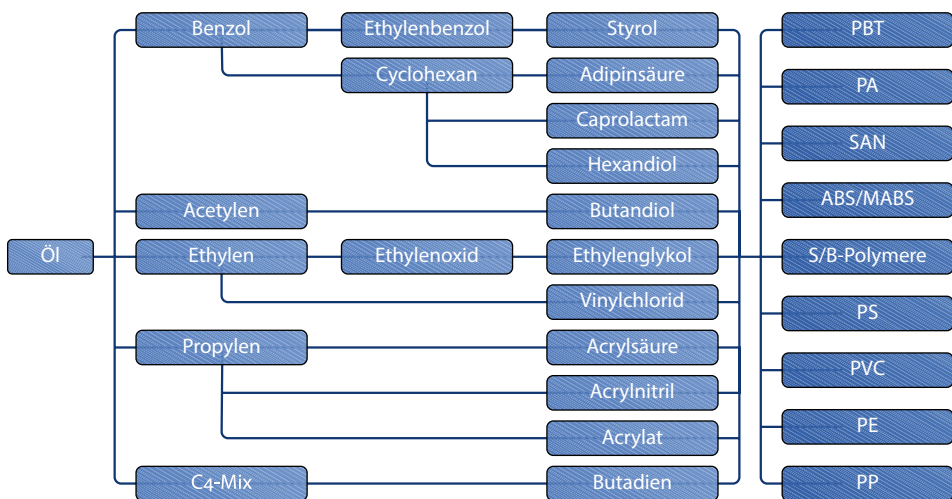 Benzol
Ethylenbenzol
Styrol
PBT
Cyclohexan
Adipinsäure
PA
Caprolactam
SAN
Hexandiol
Acetylen
Butandiol
ABS/MABS
Öl
Ethylen
Ethylenoxid
Ethylenglykol
S/B-Polymere
Vinylchlorid
PS
Propylen
Acrylsäure
PVC
Acrylnitril
Acrylat
PE
C4-Mix
Butadien
PP